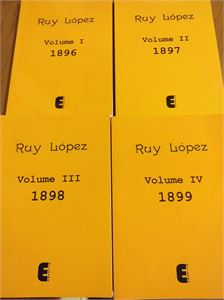 Ruy López
Volume I
1896
Ruy López
Volume II
1897
Ruy López
Volume III
1898
Ruy López
Volume IV
1899